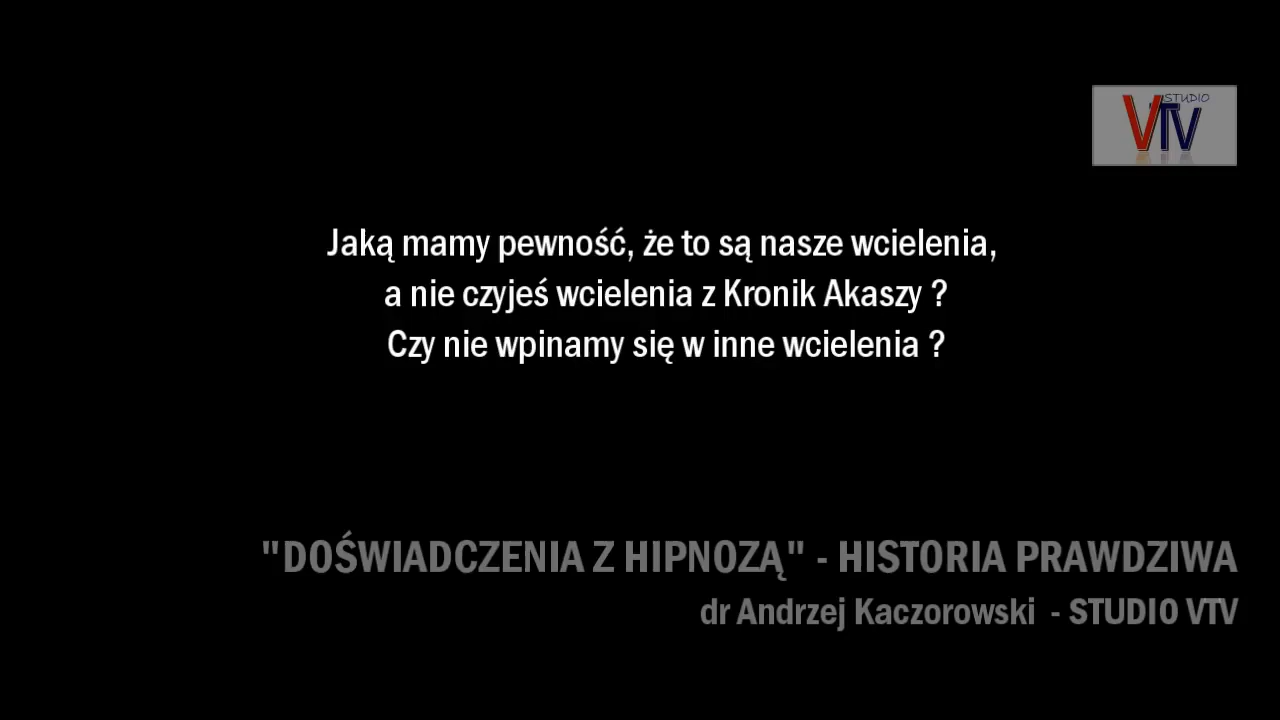 STUDIO
VTV
Jaką mamy pewność, że to są nasze wcielenia,
a nie czyjeś wcielenia z Kronik Akaszy ?
Czy nie wpinamy się w inne wcielenia ?
"DOŚWIADCZENIA Z HIPNOZĄ" - HISTORIA PRAWDZIWA
dr Andrzej Kaczorowski - STUDIO VTV